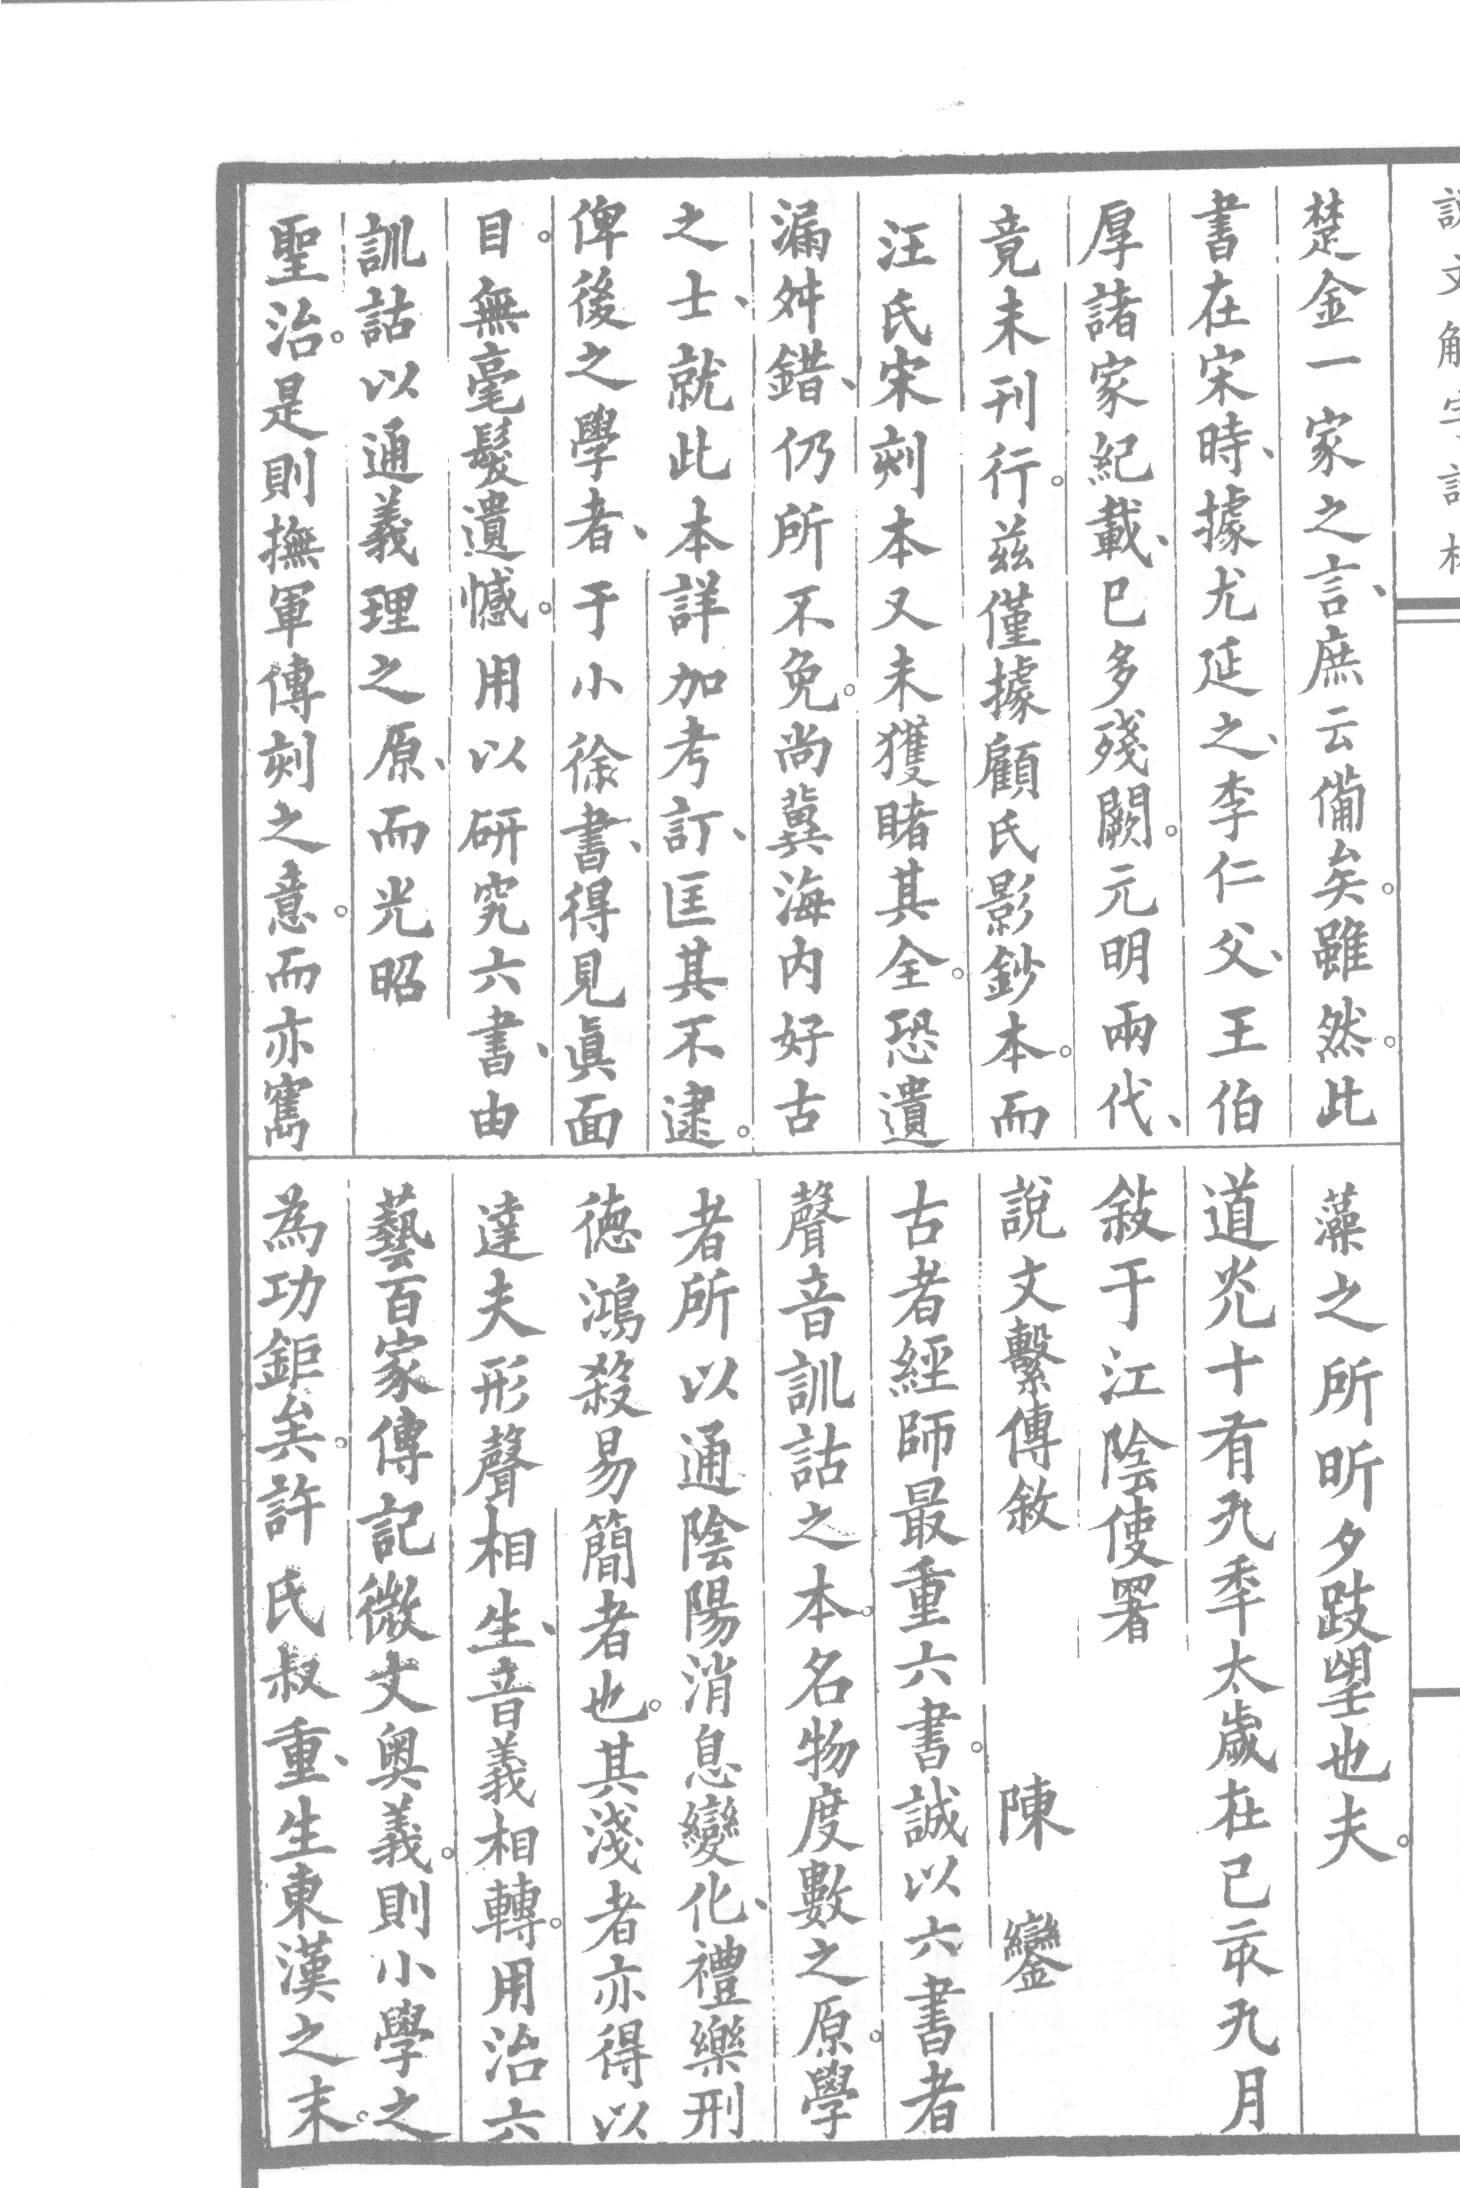 說文解字詁林
楚金一家之言、庶云備矣。雖然。此
書在宋時、據尤延之、李仁父、王伯
厚諸家紀載、已多殘闕。元明兩代、
竟未刊行。茲僅據顧氏影鈔本。而
汪氏宋槧本又未獲睹其全。恐遺
漏舛錯、仍所不免。尚冀海內好古
之士、就此本詳加考訂、匡其不逮。
俾後之學者、于小徐書、得見眞面
目。無毫髮遺憾。用以研究六書、由
訓詁以通義理之原、而光昭
聖治。是則撫軍傳刻之意。而亦寯
藻之所昕夕跂望也夫。
道光十有九年太歲在己亥九月
敍于江陰使署
說文繫傳敘　陳鑾
古者經師最重六書。誠以六書者
聲音訓詁之本。名物度數之原。學
者所以通陰陽消息變化、禮樂刑
德鴻殺易簡者也。其淺者亦得以
達夫形聲相生、音義相轉。用治六
藝百家傳記微文奧義。則小學之
為功鉅矣。許氏叔重、生東漢之末。